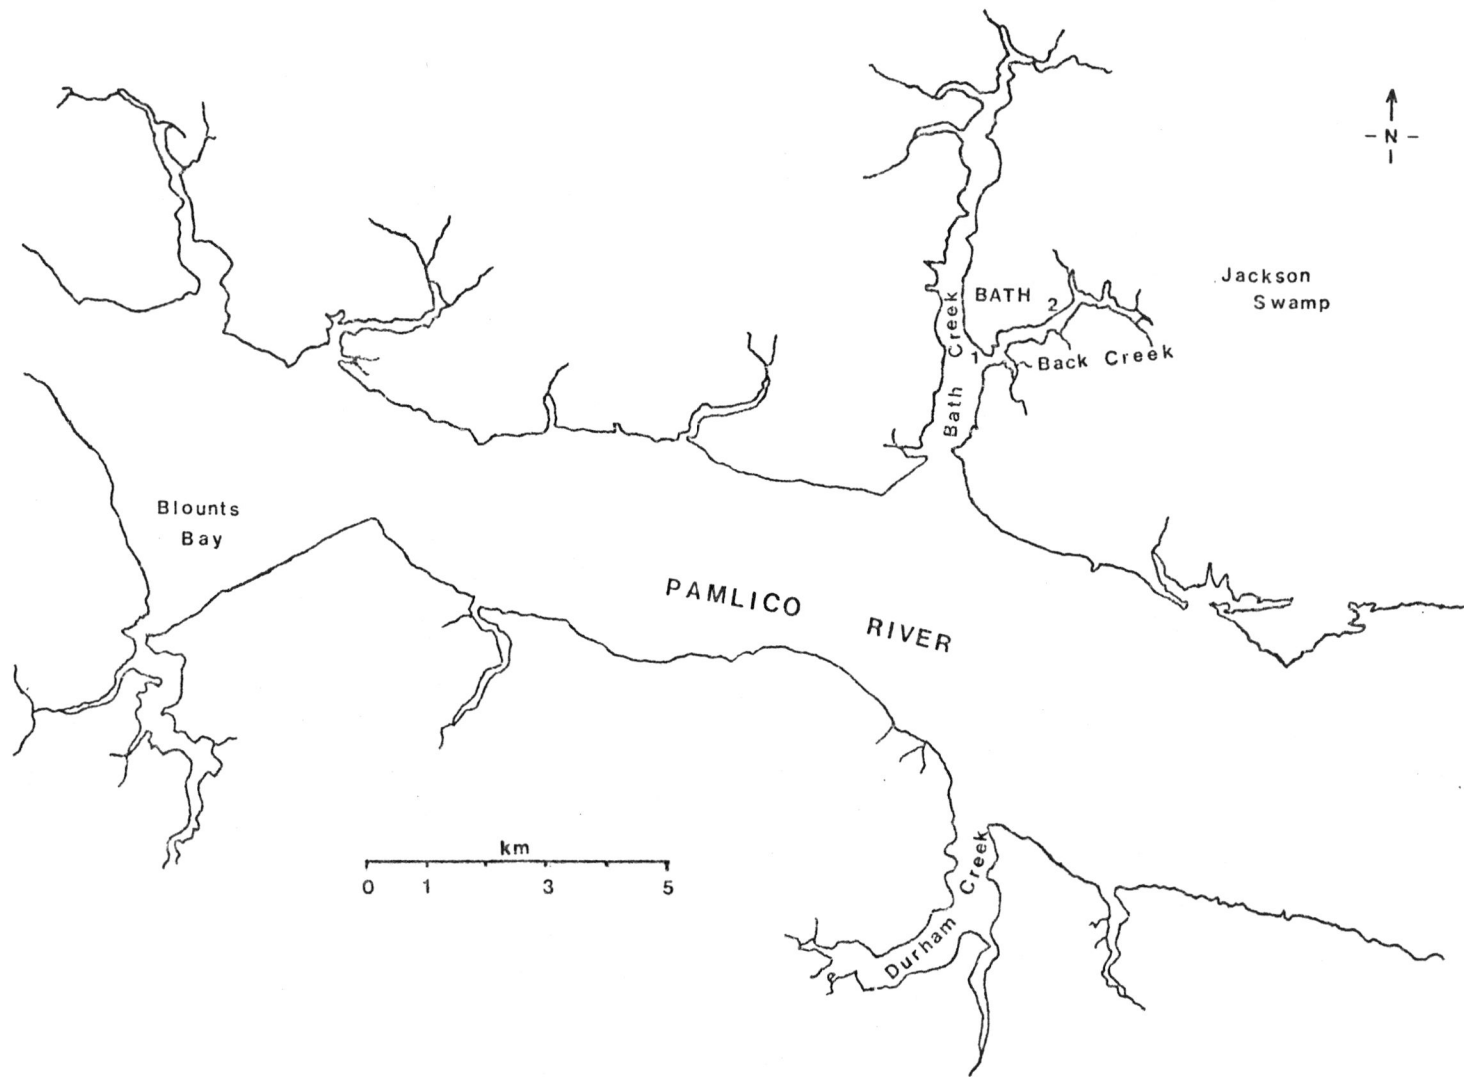 - N -
Jackson
Swamp
BATH
2
1
Back Creek
Bath Creek
Blounts
Bay
PAMLICO RIVER
km
0 1 3 5
Durham Creek